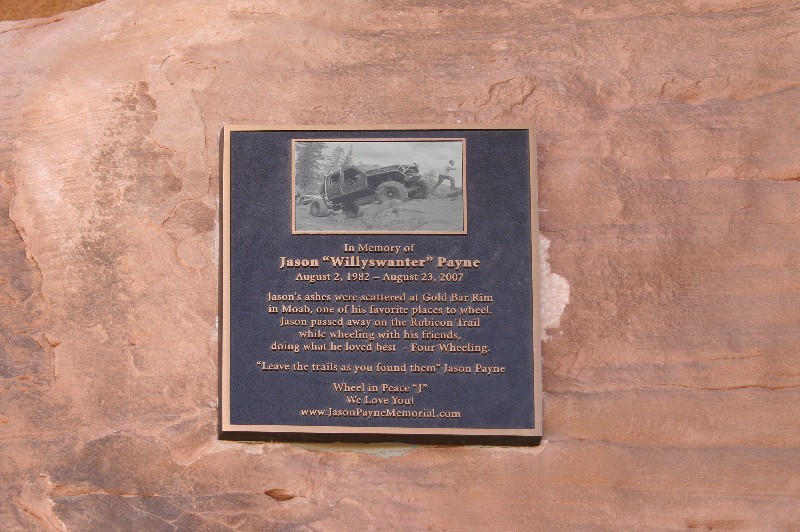 In Memory of
Jason “Willyswanter” Payne
August 2, 1982 – August 23, 2007
Jason's ashes were scattered at Gold Bar Rim
in Moab, one of his favorite places to wheel.
Jason passed away on the Rubicon Trail
while wheeling with his friends,
doing what he loved best - Four Wheeling.
“Leave the trails as you found them” Jason Payne
Wheel in Peace “J”
We Love You!
www.JasonPayneMemorial.com